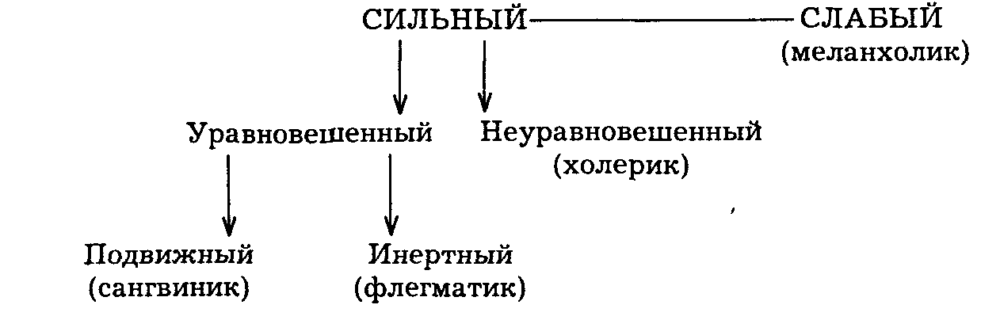 СИЛЬНЫЙ СЛАБЫЙ
(меланхолик)
Уравновешенный Неуравновешенный
(холерик)
Подвижный Инертный
(сангвиник) (флегматик)